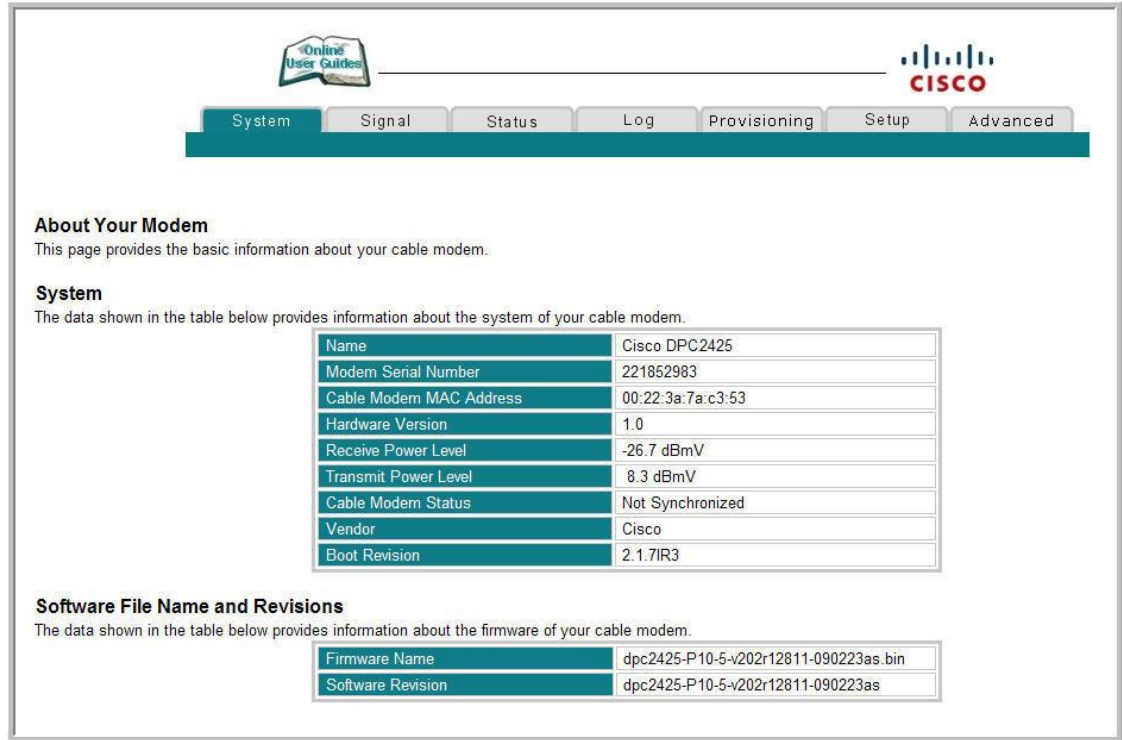 Online
User Guides
CISCO
System Signal Status Log Provisioning Setup Advanced
About Your Modem
This page provides the basic information about your cable modem.
System
The data shown in the table below provides information about the system of your cable modem.
Name Cisco DPC2425
Modem Serial Number 221852983
Cable Modem MAC Address 00:22:3a:7a:c3:53
Hardware Version 1.0
Receive Power Level -26.7 dBmV
Transmit Power Level 8.3 dBmV
Cable Modem Status Not Synchronized
Vendor Cisco
Boot Revision 2.1.7IR3
Software File Name and Revisions
The data shown in the table below provides information about the firmware of your cable modem.
Firmware Name dpc2425-P10-5-v202r12811-090223as.bin
Software Revision dpc2425-P10-5-v202r12811-090223as